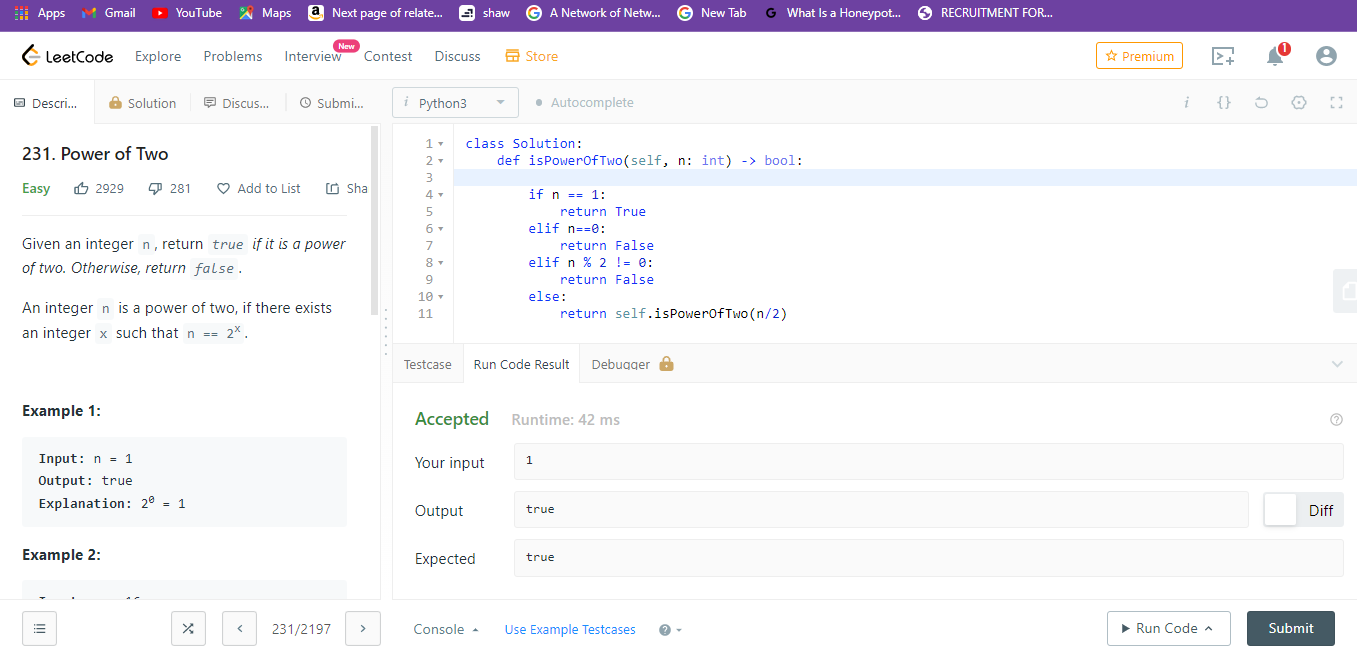 Apps Gmail YouTube Maps Next page of relate... shaw A Network of Netw... New Tab What Is a Honeypot... RECRUITMENT FOR...
LeetCode Explore Problems Interview New Contest Discuss Store Premium 1
Descri... Solution Discus... Submi... i Python3 Autocomplete i {}
231. Power of Two
Easy 2929 281 Add to List Sha
Given an integer n, return true if it is a power
of two. Otherwise, return false.
An integer n is a power of two, if there exists
an integer x such that n == 2ˣ.
Example 1:
Input: n = 1
Output: true
Explanation: 2⁰ = 1
Example 2:
1 class Solution:
2 def isPowerOfTwo(self, n: int) -> bool:
3
4 if n == 1:
5 return True
6 elif n==0:
7 return False
8 elif n % 2 != 0:
9 return False
10 else:
11 return self.isPowerOfTwo(n/2)
Testcase Run Code Result Debugger
Accepted Runtime: 42 ms
Your input 1
Output true Diff
Expected true
231/2197 Console Use Example Testcases Run Code Submit